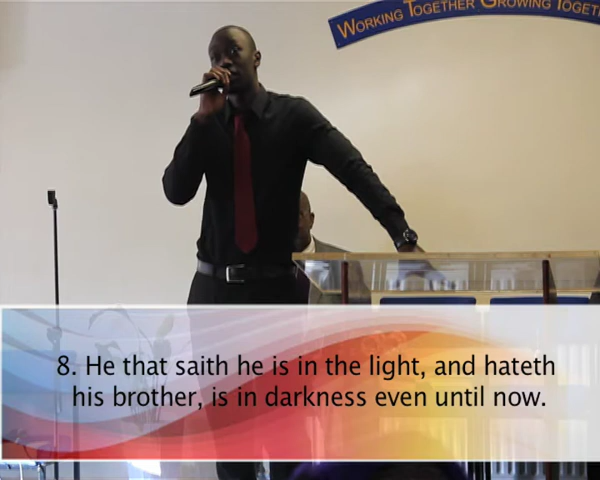 WORKING TOGETHER GROWING TOGET
8. He that saith he is in the light, and hateth
his brother, is in darkness even until now.